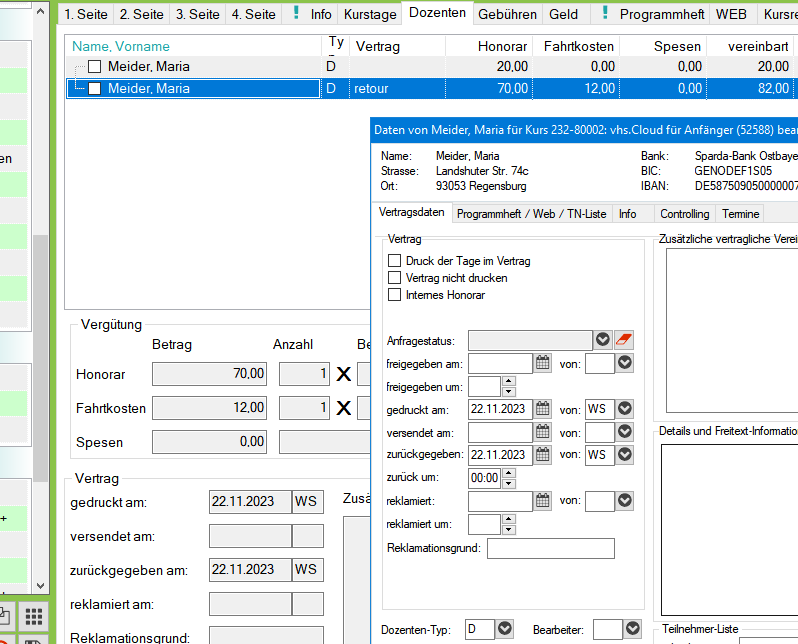 1. Seite 2. Seite 3. Seite 4. Seite ! Info Kurstage Dozenten Gebühren Geld ! Programmheft WEB Kursre
Name, Vorname Ty Vertrag Honorar Fahrtkosten Spesen vereinbart
Meider, Maria D 20,00 0,00 0,00 20,00
Meider, Maria D retour 70,00 12,00 0,00 82,00
en
Daten von Meider, Maria für Kurs 232-80002: vhs.Cloud für Anfänger (52588) bear
Name: Meider, Maria Bank: Sparda-Bank Ostbaye
Strasse: Landshuter Str. 74c BIC: GENODEF1S05
Ort: 93053 Regensburg IBAN: DE58750905000007
Vertragsdaten Programmheft / Web / TN-Liste Info Controlling Termine
Vertrag Zusätzliche vertragliche Verei
Druck der Tage im Vertrag
Vertrag nicht drucken
Internes Honorar
Anfragestatus:
freigegeben am: von:
freigegeben um:
gedruckt am: 22.11.2023 von: WS
versendet am: von:
zurückgegeben: 22.11.2023 von: WS
zurück um: 00:00
reklamiert: von:
reklamiert um:
Reklamationsgrund:
Details und Freitext-Information
Dozenten-Typ: D Bearbeiter:
Teilnehmer-Liste
Vergütung
Betrag Anzahl Be
Honorar 70,00 1 X
Fahrtkosten 12,00 1 X
Spesen 0,00
Vertrag
gedruckt am: 22.11.2023 WS Zusä
versendet am:
zurückgegeben am: 22.11.2023 WS
reklamiert am:
Reklamationsgrund:
+